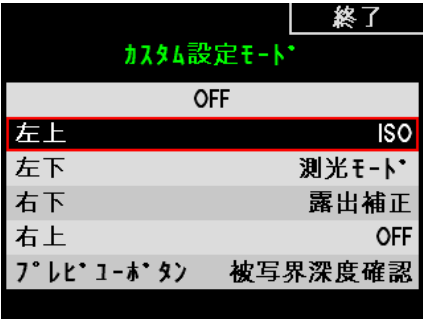 終了
ｶｽﾀﾑ設定ﾓｰﾄﾞ
OFF
左上 ISO
左下 測光ﾓｰﾄﾞ
右下 露出補正
右上 OFF
ﾌﾟﾚﾋﾞｭｰﾎﾞﾀﾝ 被写界深度確認